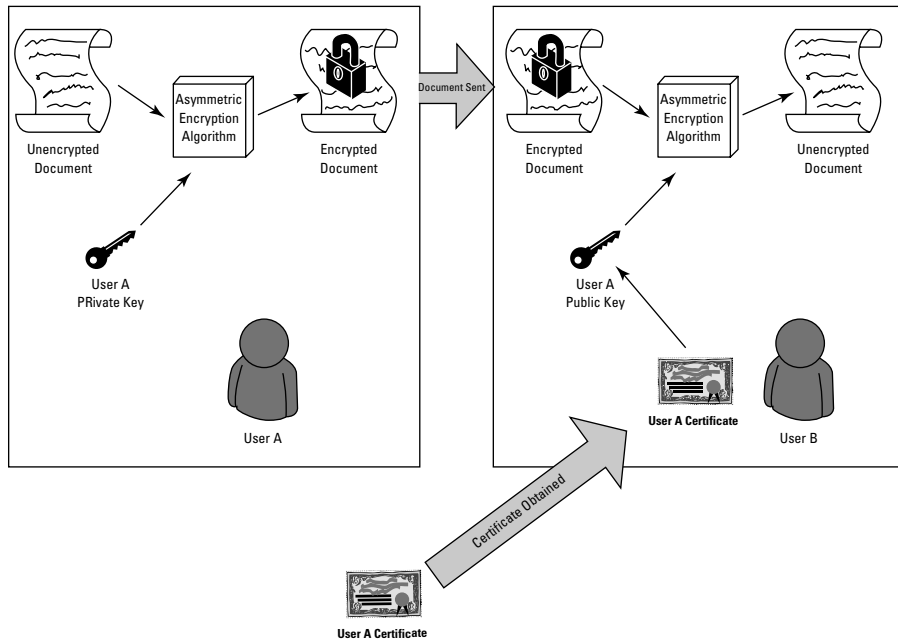 Unencrypted
Document
Asymmetric
Encryption
Algorithm
Encrypted
Document
User A
PRivate Key
User A
Document Sent
Encrypted
Document
Asymmetric
Encryption
Algorithm
Unencrypted
Document
User A
Public Key
User A Certificate
User B
Certificate Obtained
User A Certificate